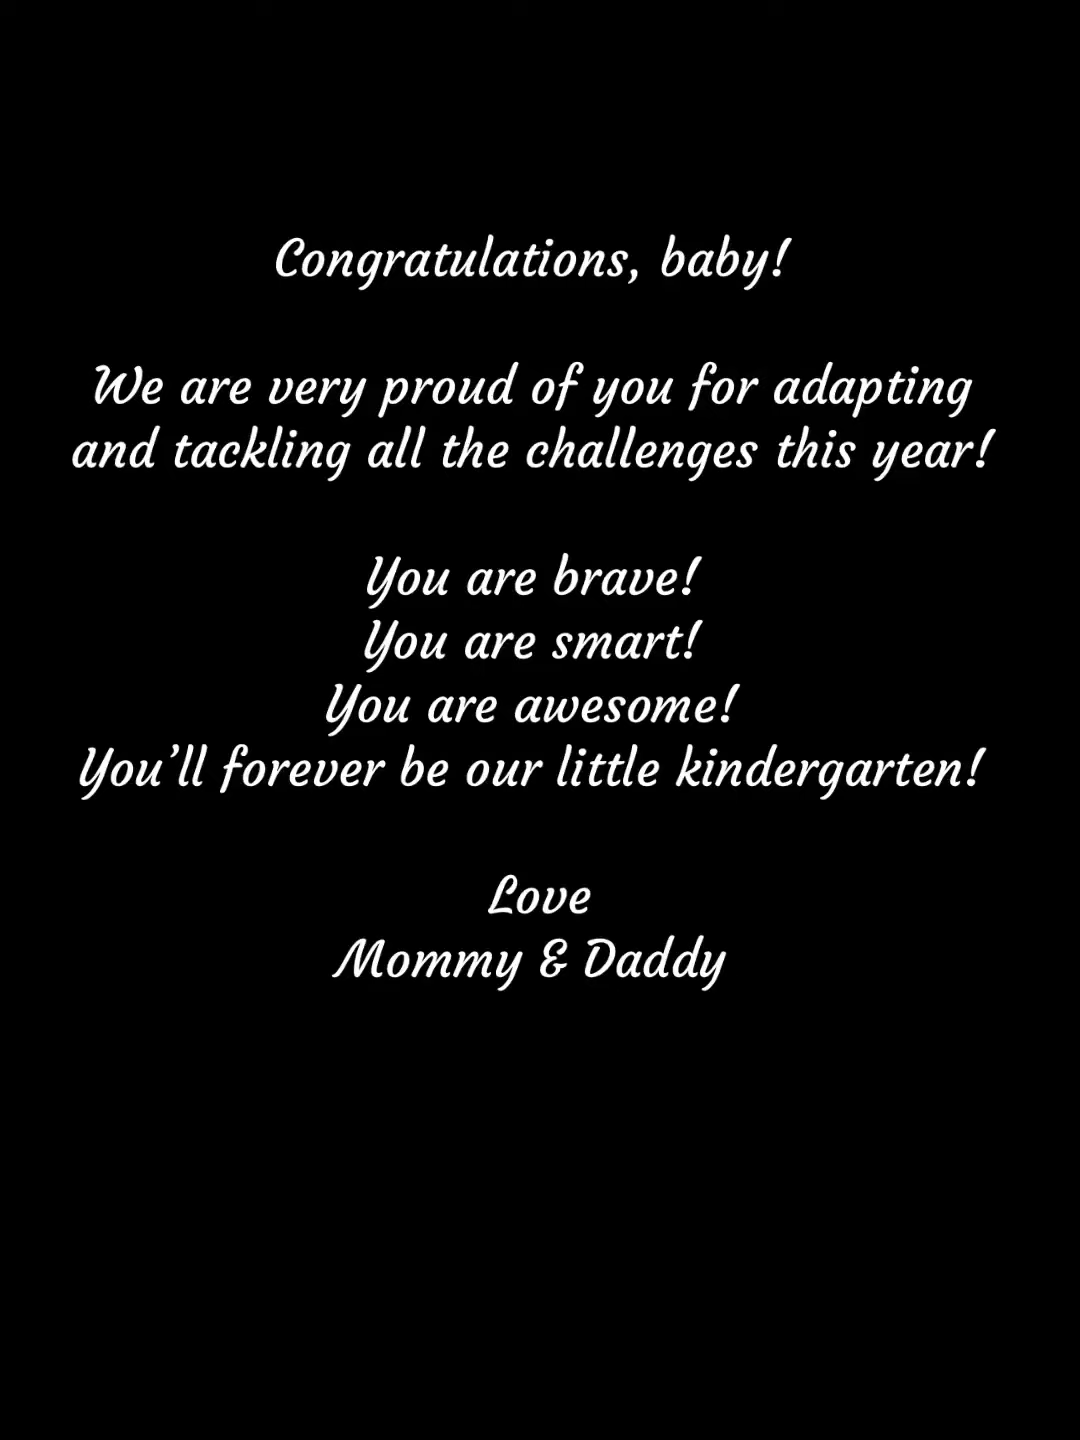 Congratulations, baby!
We are very proud of you for adapting
and tackling all the challenges this year!
You are brave!
You are smart!
You are awesome!
You’ll forever be our little kindergarten!
Love
Mommy & Daddy